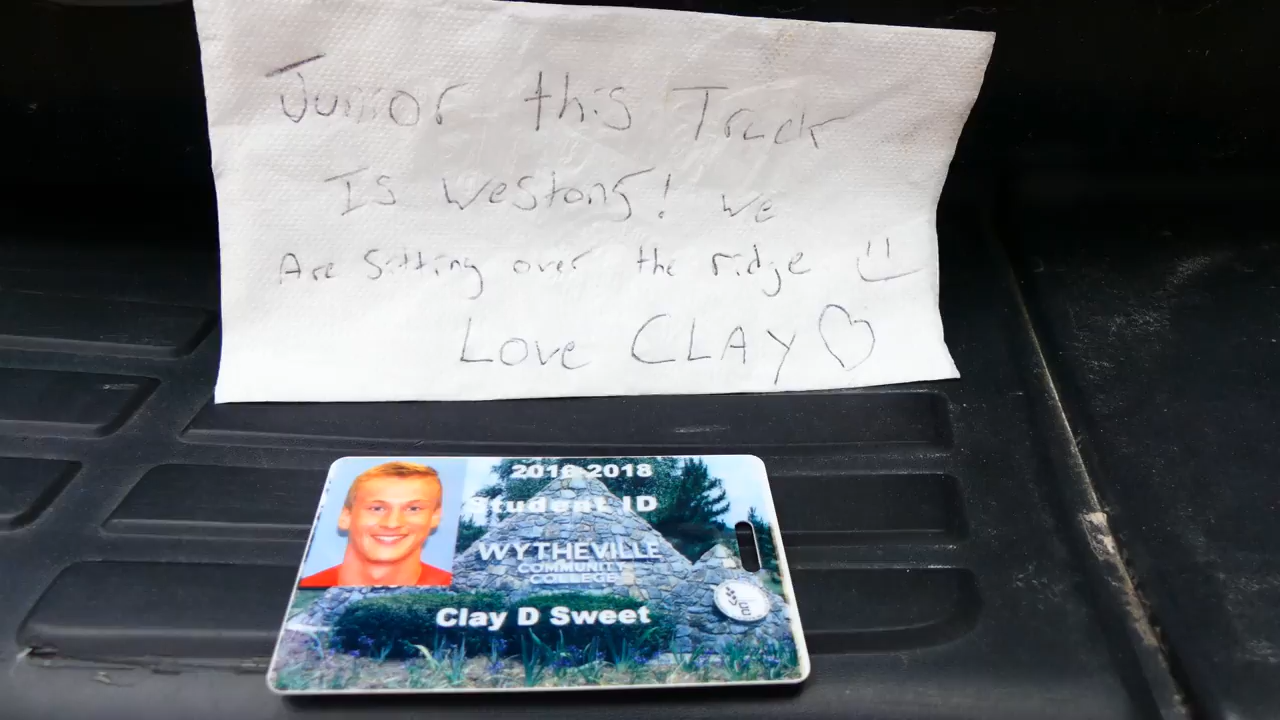 Junior this Truck
Is Westons! We
Are Sitting over the ridge
Love CLAY
2016-2018
Student ID
WYTHEVILLE
COMMUNITY
COLLEGE
Clay D Sweet